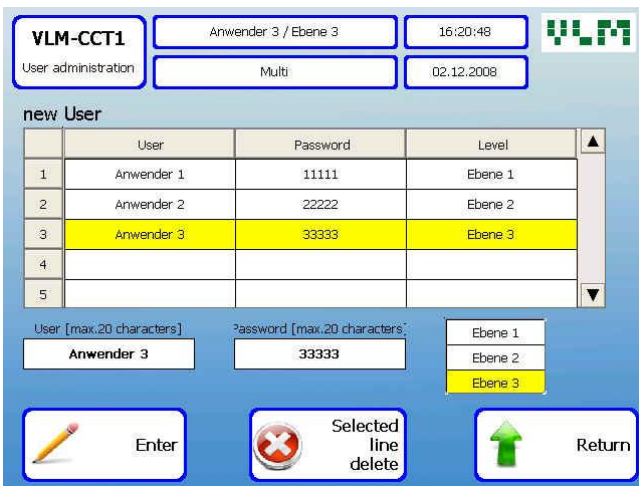 VLM-CCT1
User administration
Anwender 3 / Ebene 3
16:20:48
Multi
02.12.2008
VLM
new User
User Password Level
1 Anwender 1 11111 Ebene 1
2 Anwender 2 22222 Ebene 2
3 Anwender 3 33333 Ebene 3
4
5
User [max.20 characters]
Password [max.20 characters]
Anwender 3
33333
Ebene 1
Ebene 2
Ebene 3
Enter
Selected
line
delete
Return